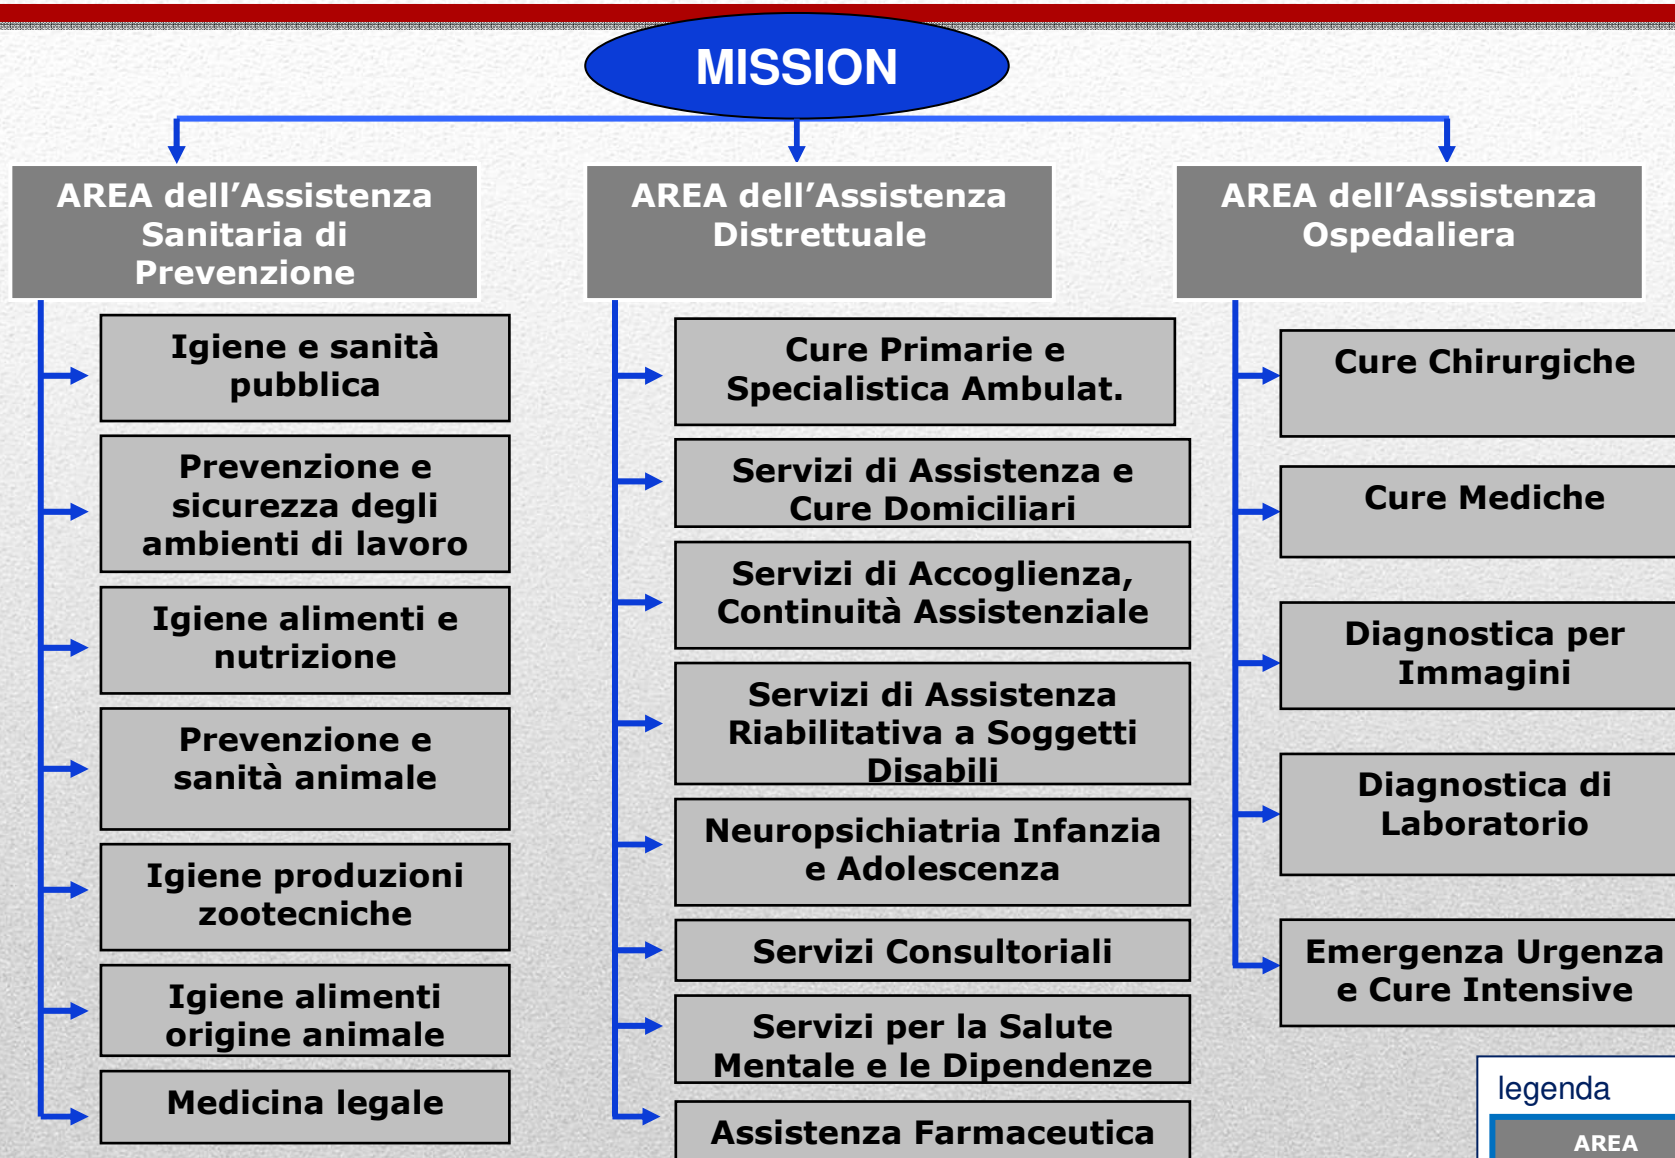 MISSION
AREA dell’Assistenza
Sanitaria di
Prevenzione
Igiene e sanità
pubblica
Prevenzione e
sicurezza degli
ambienti di lavoro
Igiene alimenti e
nutrizione
Prevenzione e
sanità animale
Igiene produzioni
zootecniche
Igiene alimenti
origine animale
Medicina legale
AREA dell’Assistenza
Distrettuale
Cure Primarie e
Specialistica Ambulat.
Servizi di Assistenza e
Cure Domiciliari
Servizi di Accoglienza,
Continuità Assistenziale
Servizi di Assistenza
Riabilitativa a Soggetti
Disabili
Neuropsichiatria Infanzia
e Adolescenza
Servizi Consultoriali
Servizi per la Salute
Mentale e le Dipendenze
Assistenza Farmaceutica
AREA dell’Assistenza
Ospedaliera
Cure Chirurgiche
Cure Mediche
Diagnostica per
Immagini
Diagnostica di
Laboratorio
Emergenza Urgenza
e Cure Intensive
legenda
AREA